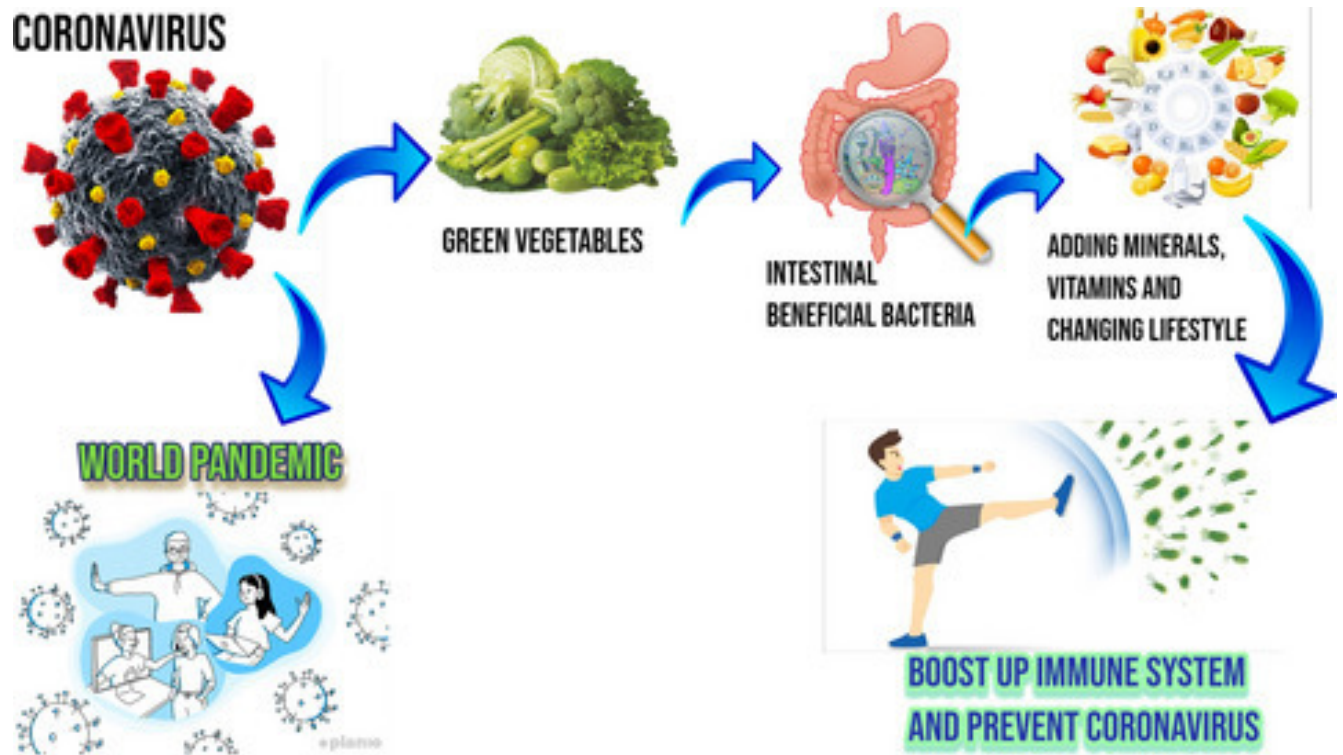 CORONAVIRUS
GREEN VEGETABLES
INTESTINAL
BENEFICIAL BACTERIA
ADDING MINERALS,
VITAMINS AND
CHANGING LIFESTYLE
WORLD PANDEMIC
BOOST UP IMMUNE SYSTEM
AND PREVENT CORONAVIRUS